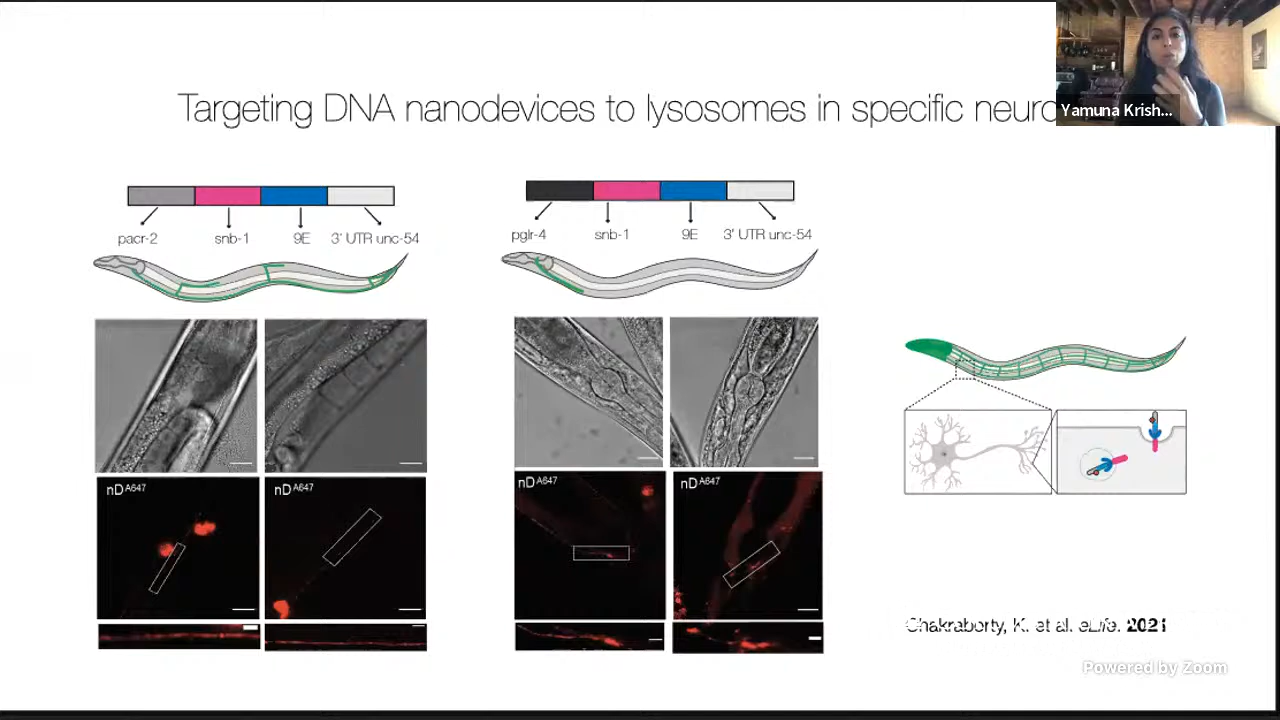 Yamuna Krish...
Targeting DNA nanodevices to lysosomes in specific neuro
pacr-2 snb-1 9E 3' UTR unc-54
pglr-4 snb-1 9E 3' UTR unc-54
nD A647 nD A647 nD A647 nD A647
Chakraborty, K. et al. eLife. 2021
Powered by Zoom